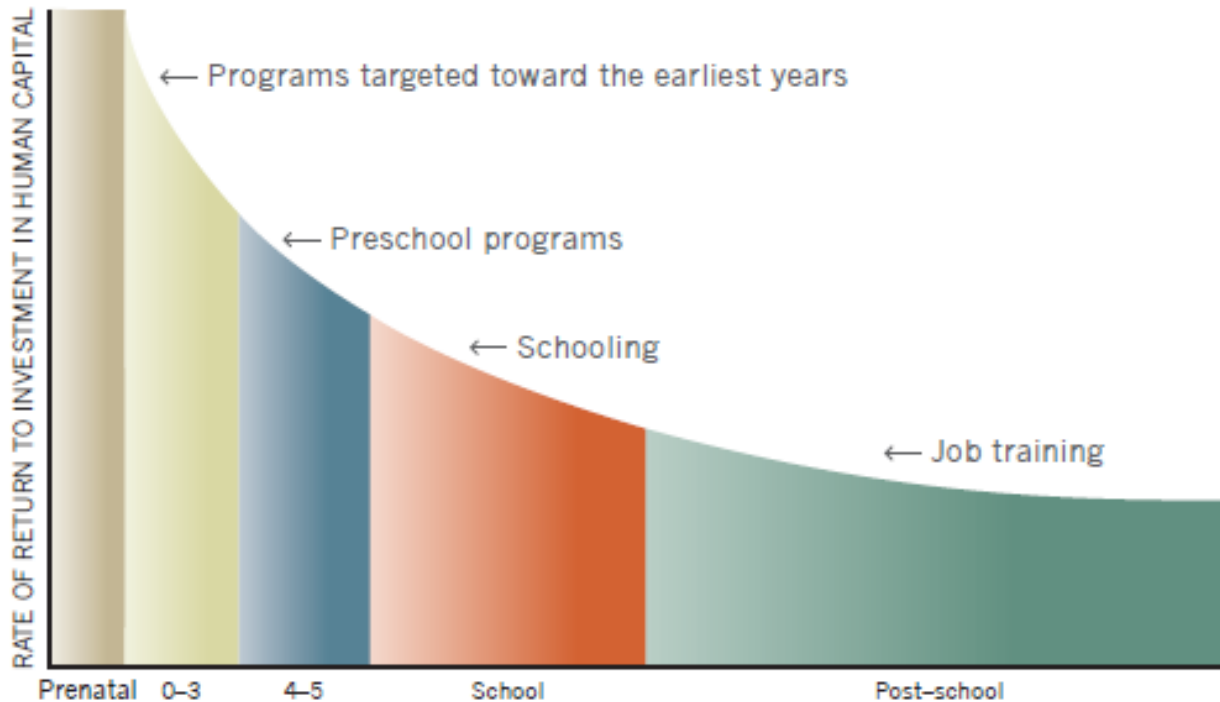 RATE OF RETURN TO INVESTMENT IN HUMAN CAPITAL
← Programs targeted toward the earliest years
← Preschool programs
← Schooling
← Job training
Prenatal 0–3 4–5 School Post–school